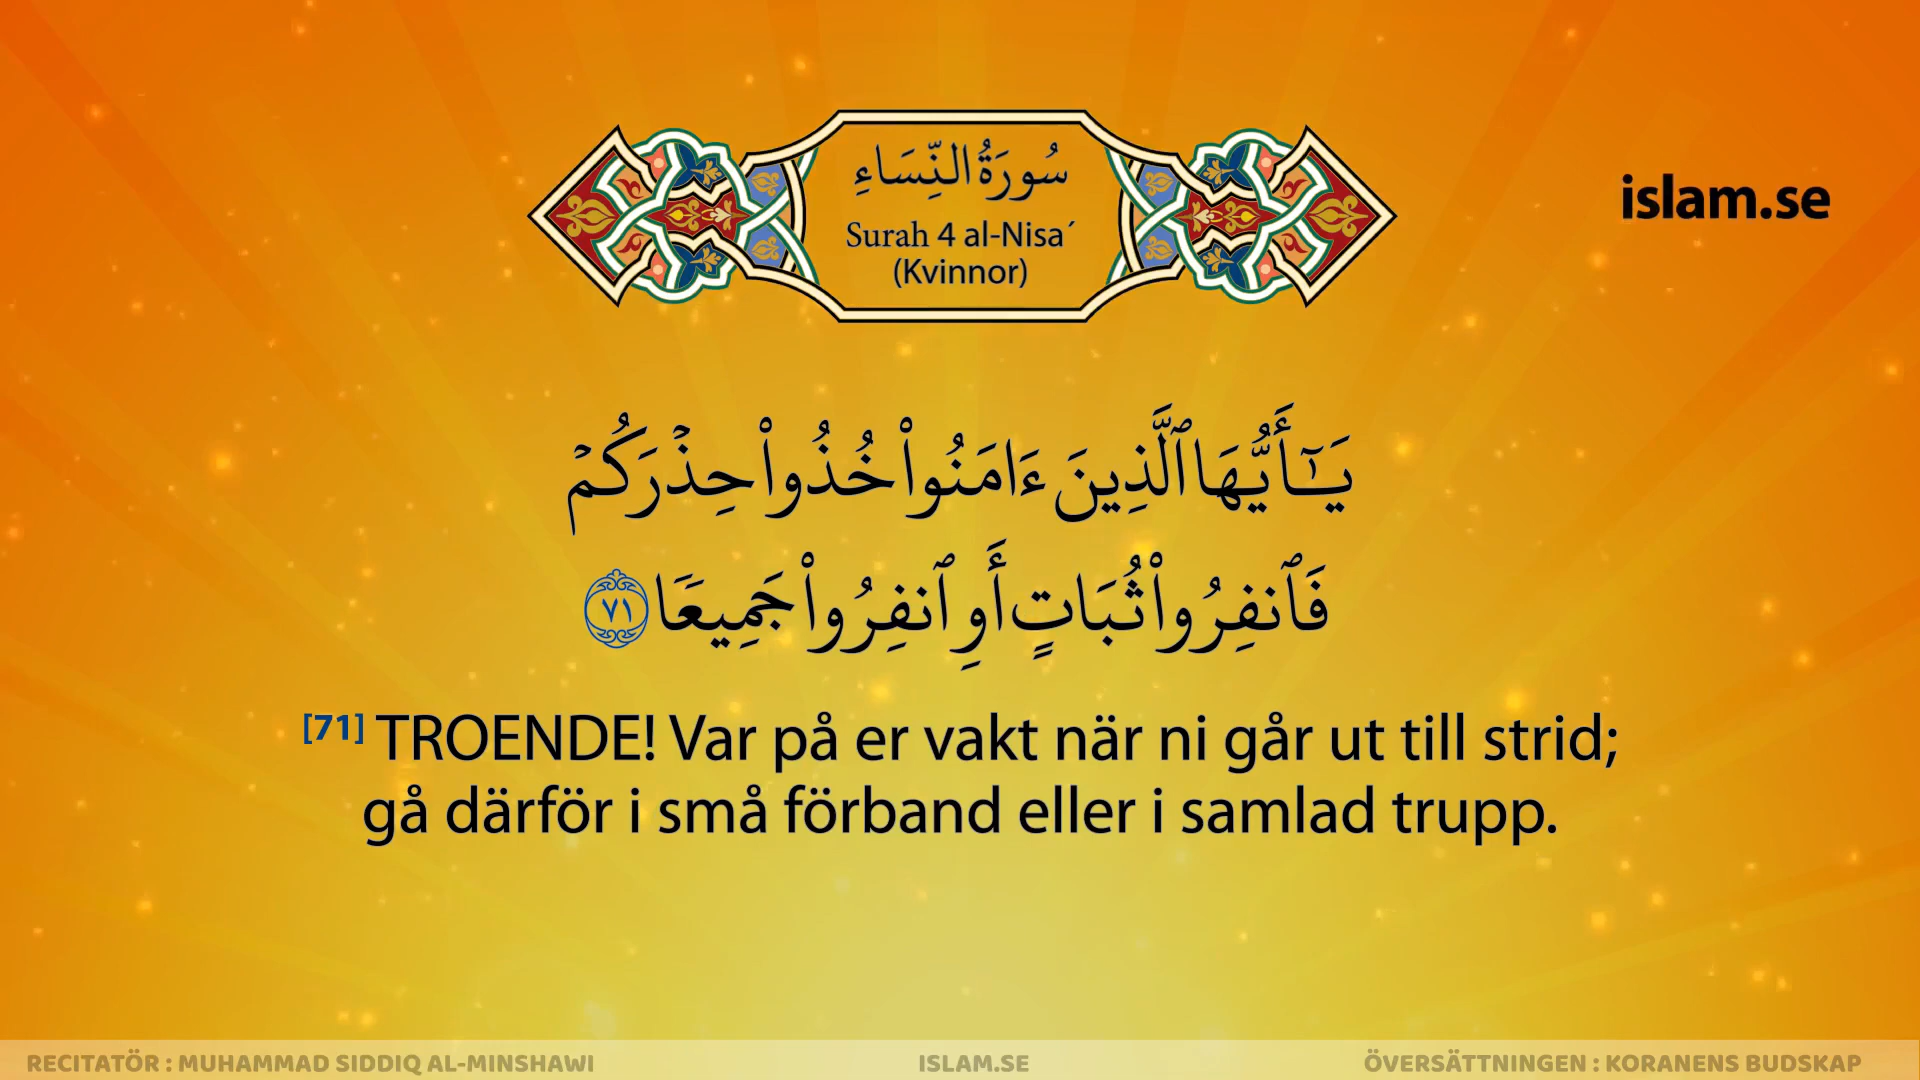 سُورَةُ النِّسَاءِ
Surah 4 al-Nisa´
(Kvinnor)
islam.se
يَـٰٓأَيُّهَا ٱلَّذِينَ ءَامَنُوا۟ خُذُوا۟ حِذْرَكُمْ
فَٱنفِرُوا۟ ثُبَاتٍ أَوِ ٱنفِرُوا۟ جَمِيعًا ٧١
[71] TROENDE! Var på er vakt när ni går ut till strid;
gå därför i små förband eller i samlad trupp.
RECITATÖR : MUHAMMAD SIDDIQ AL-MINSHAWI
ISLAM.SE
ÖVERSÄTTNINGEN : KORANENS BUDSKAP